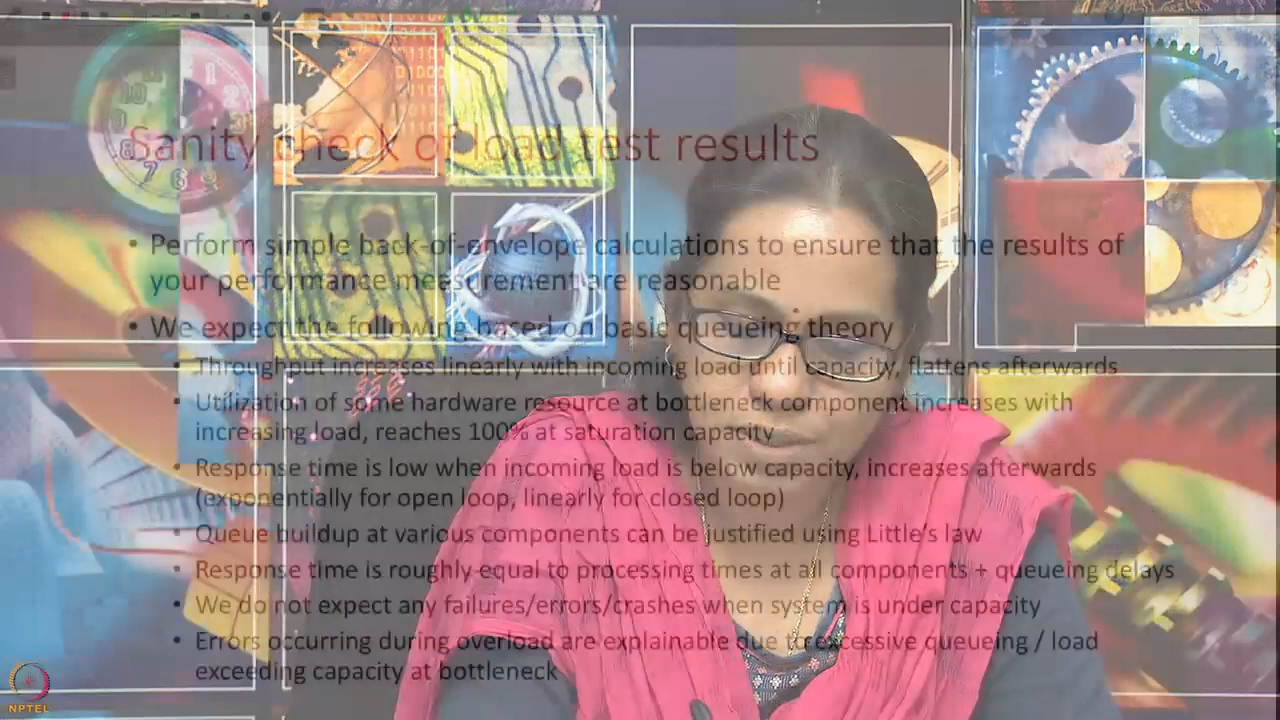 Sanity check of load test results
• Perform simple back-of-envelope calculations to ensure that the results of
your performance measurement are reasonable
• We expect the following based on basic queueing theory
• Throughput increases linearly with incoming load until capacity, flattens afterwards
• Utilization of some hardware resource at bottleneck component increases with
increasing load, reaches 100% at saturation capacity
• Response time is low when incoming load is below capacity, increases afterwards
(exponentially for open loop, linearly for closed loop)
• Queue buildup at various components can be justified using Little's law
• Response time is roughly equal to processing times at all components + queueing delays
• We do not expect any failures/errors/crashes when system is under capacity
• Errors occurring during overload are explainable due to excessive queueing / load
exceeding capacity at bottleneck
NPTEL